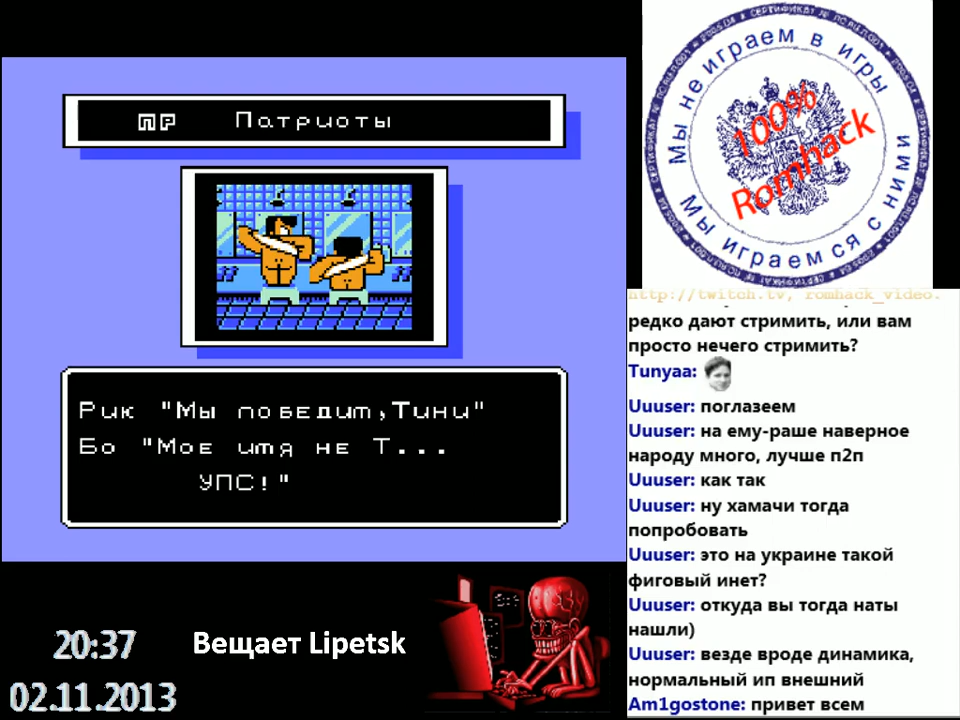 ПР Патриоты
Рик "Мы победит,Тини"
Бо "Мое имя не Т...
УПС!"
20:37
02.11.2013
Вещает Lipetsk
Мы не играем в игры
100%
Romhack
Мы играемся с ними
http://twitch.tv/ romhack_video.
редко дают стримить, или вам
просто нечего стримить?
Tunyaa:
Uuuser: поглазеем
Uuuser: на ему-раше наверное
народу много, лучше п2п
Uuuser: как так
Uuuser: ну хамачи тогда
попробовать
Uuuser: это на украине такой
фиговый инет?
Uuuser: откуда вы тогда наты
нашли)
Uuuser: везде вроде динамика,
нормальный ип внешний
Am1gostone: привет всем